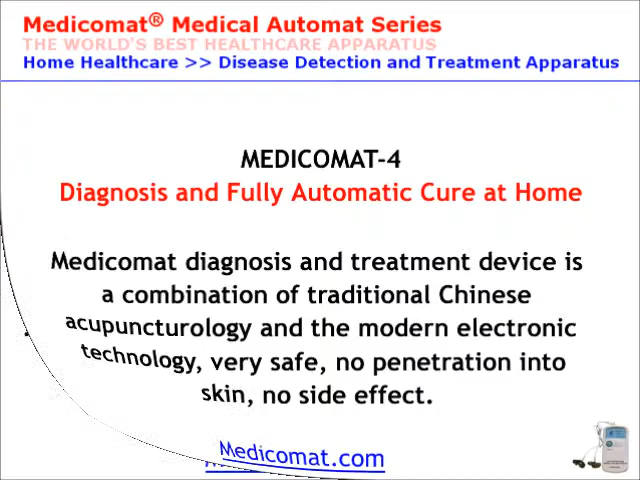 Medicomat® Medical Automat Series
THE WORLD'S BEST HEALTHCARE APPARATUS
Home Healthcare >> Disease Detection and Treatment Apparatus
MEDICOMAT-4
Diagnosis and Fully Automatic Cure at Home
Medicomat diagnosis and treatment device is
a combination of traditional Chinese
acupuncturology and the modern electronic
technology, very safe, no penetration into
skin, no side effect.
Medicomat.com